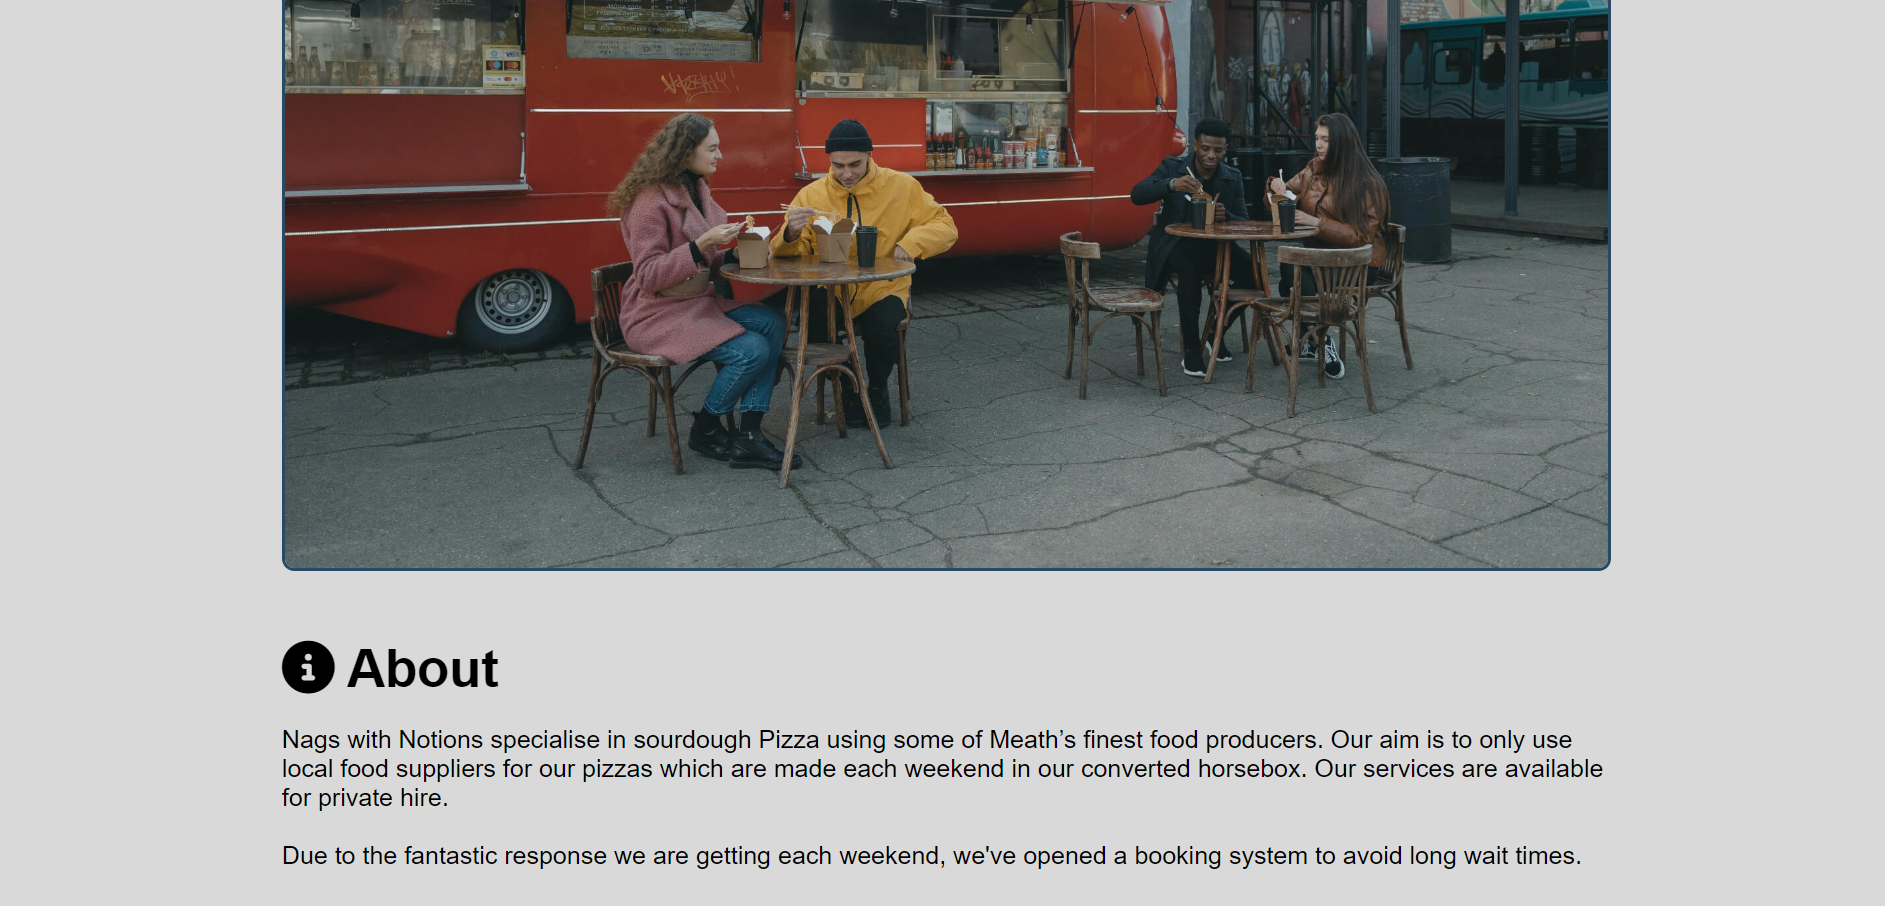 About
Nags with Notions specialise in sourdough Pizza using some of Meath’s finest food producers. Our aim is to only use
local food suppliers for our pizzas which are made each weekend in our converted horsebox. Our services are available
for private hire.
Due to the fantastic response we are getting each weekend, we've opened a booking system to avoid long wait times.